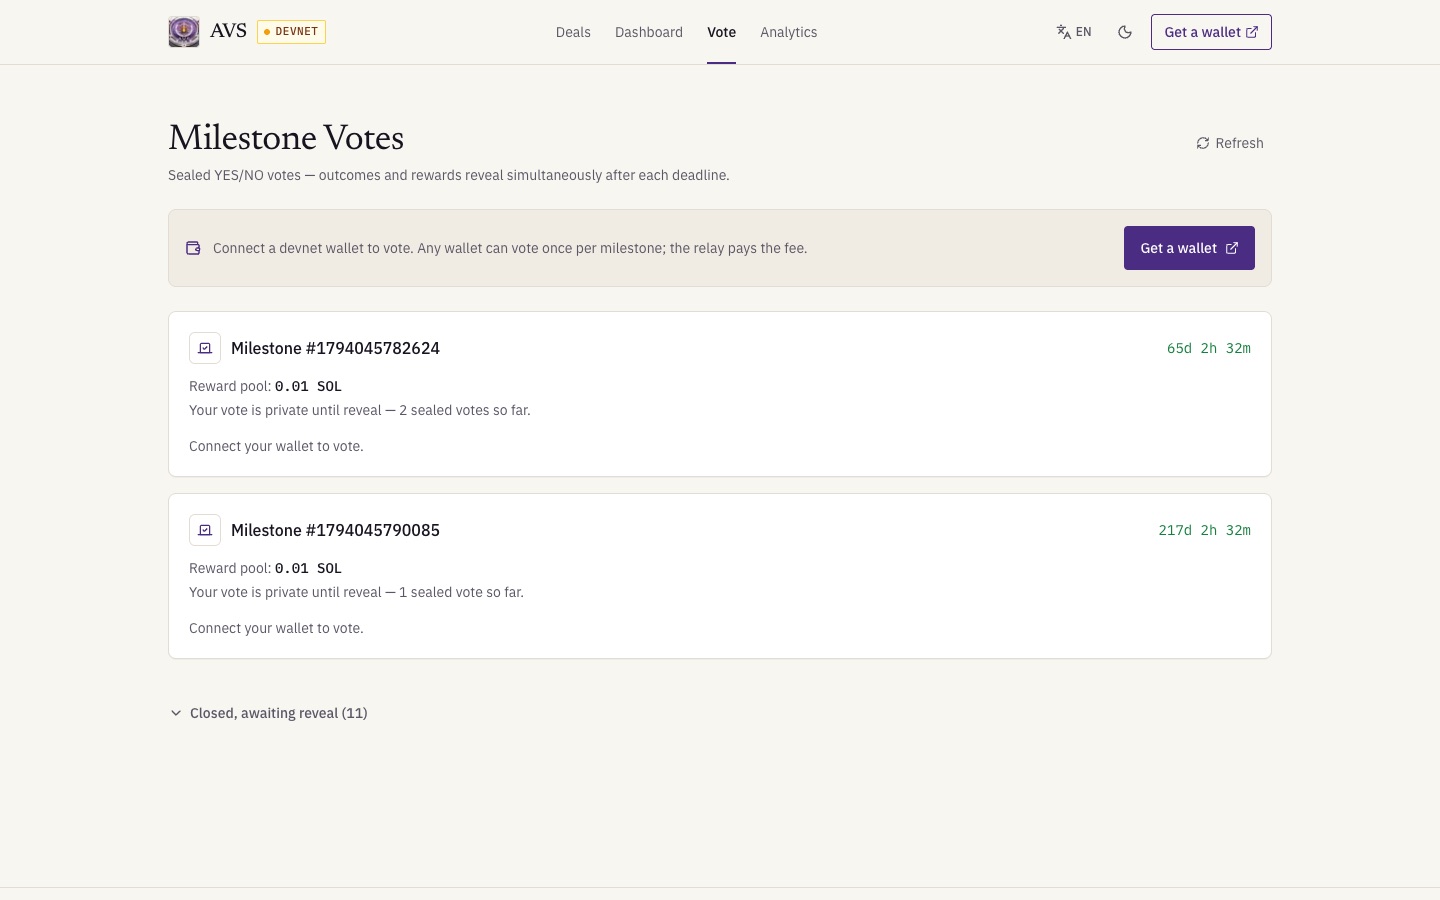 AVS
DEVNET
Deals
Dashboard
Vote
Analytics
EN
Get a wallet
Milestone Votes
Refresh
Sealed YES/NO votes — outcomes and rewards reveal simultaneously after each deadline.
Connect a devnet wallet to vote. Any wallet can vote once per milestone; the relay pays the fee.
Get a wallet
Milestone #1794045782624
65d 2h 32m
Reward pool: 0.01 SOL
Your vote is private until reveal — 2 sealed votes so far.
Connect your wallet to vote.
Milestone #1794045790085
217d 2h 32m
Reward pool: 0.01 SOL
Your vote is private until reveal — 1 sealed vote so far.
Connect your wallet to vote.
Closed, awaiting reveal (11)